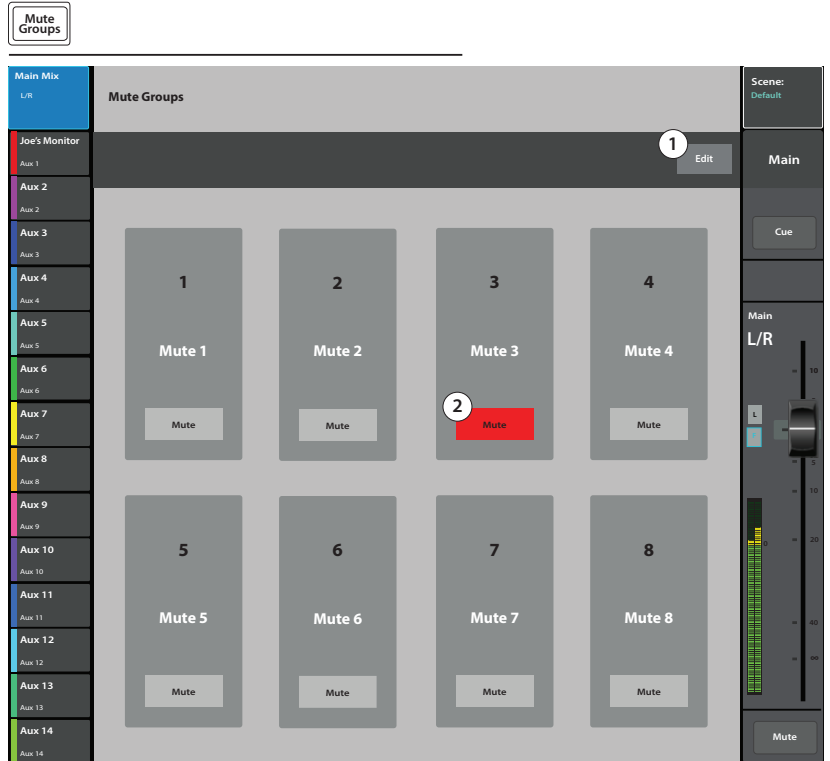 Mute
Groups
Main Mix
L/R
Mute Groups
Scene:
Default
Joe's Monitor
Aux 1
1
Edit
Main
Aux 2
Aux 2
Aux 3
Aux 3
Cue
Aux 4
Aux 4
Aux 5
Aux 5
Aux 6
Aux 6
Aux 7
Aux 7
Aux 8
Aux 8
Aux 9
Aux 9
Aux 10
Aux 10
Aux 11
Aux 11
Aux 12
Aux 12
Aux 13
Aux 13
Aux 14
Aux 14
1
2
3
4
Mute 1
Mute 2
Mute 3
Mute 4
2
Mute
Mute
Mute
Mute
5
6
7
8
Mute 5
Mute 6
Mute 7
Mute 8
Mute
Mute
Mute
Mute
Main
L/R
10
L
5
10
0
20
40
∞
Mute